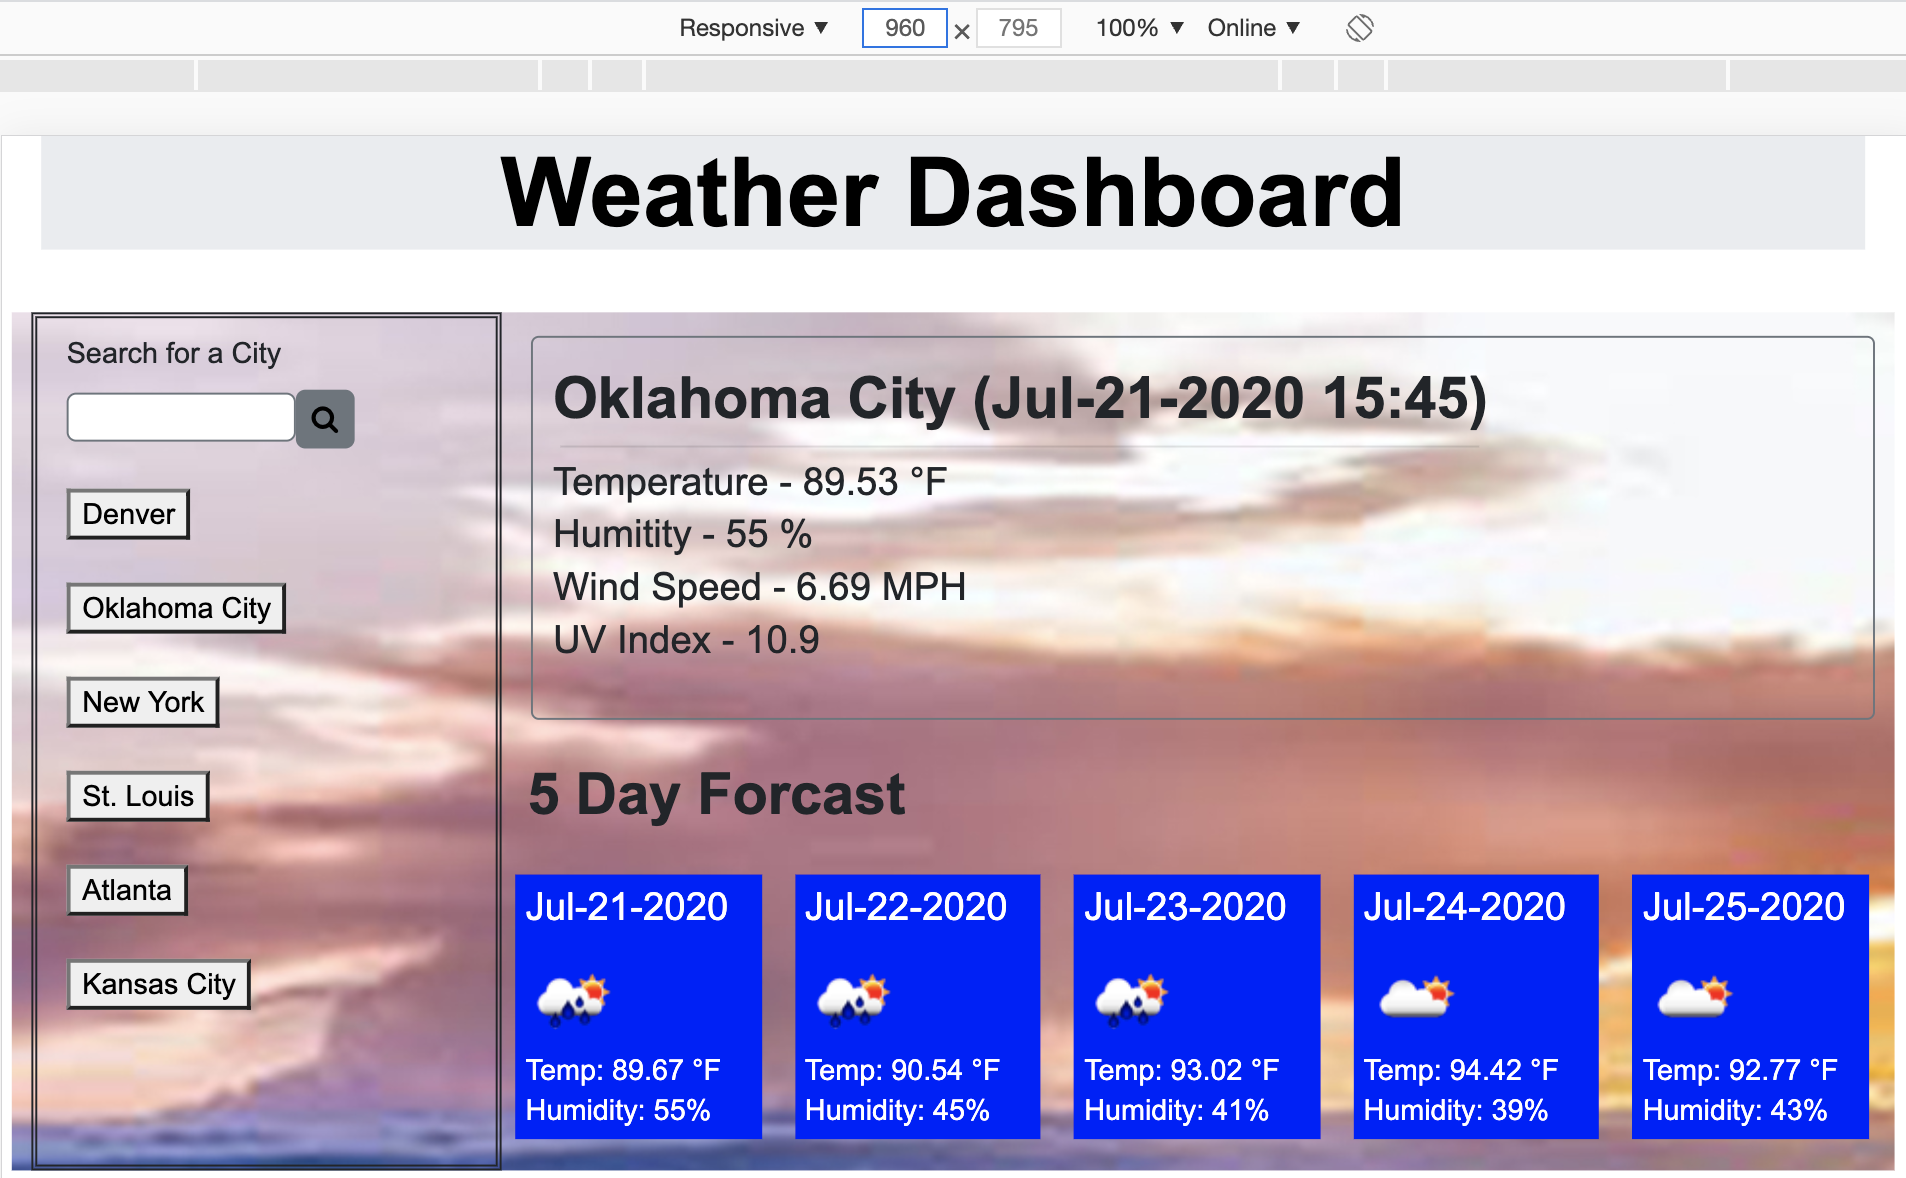 Responsive ▼ 960 × 795 100% ▼ Online ▼
Weather Dashboard
Search for a City
Denver
Oklahoma City
New York
St. Louis
Atlanta
Kansas City
Oklahoma City (Jul-21-2020 15:45)
Temperature - 89.53 °F
Humitity - 55 %
Wind Speed - 6.69 MPH
UV Index - 10.9
5 Day Forcast
Jul-21-2020
Temp: 89.67 °F
Humidity: 55%
Jul-22-2020
Temp: 90.54 °F
Humidity: 45%
Jul-23-2020
Temp: 93.02 °F
Humidity: 41%
Jul-24-2020
Temp: 94.42 °F
Humidity: 39%
Jul-25-2020
Temp: 92.77 °F
Humidity: 43%